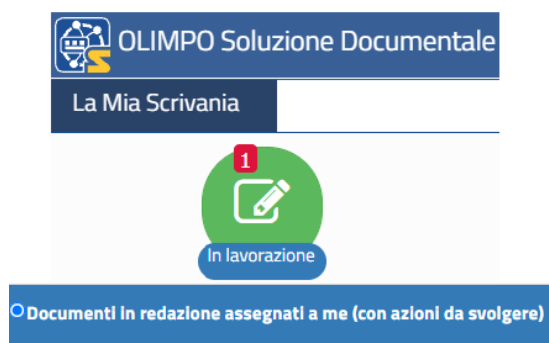 OLIMPO Soluzione Documentale
La Mia Scrivania
1
In lavorazione
Documenti in redazione assegnati a me (con azioni da svolgere)